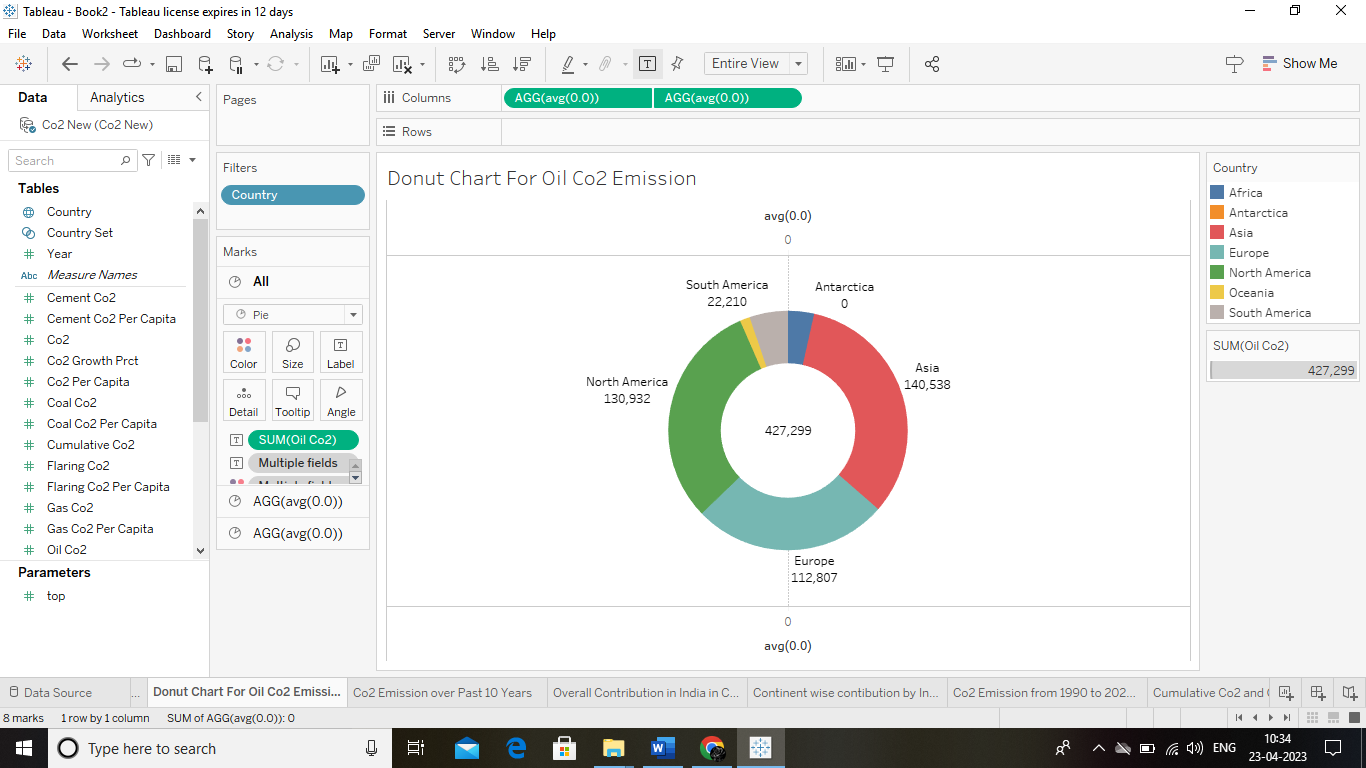 Tableau - Book2 - Tableau license expires in 12 days
File Data Worksheet Dashboard Story Analysis Map Format Server Window Help
Entire View
Show Me
Data Analytics
Co2 New (Co2 New)
Search
Tables
Country
Country Set
Year
Abc Measure Names
Cement Co2
Cement Co2 Per Capita
Co2
Co2 Growth Prct
Co2 Per Capita
Coal Co2
Coal Co2 Per Capita
Cumulative Co2
Flaring Co2
Flaring Co2 Per Capita
Gas Co2
Gas Co2 Per Capita
Oil Co2
Parameters
top
Pages
Filters
Country
Marks
All
Pie
Color Size Label
Detail Tooltip Angle
SUM(Oil Co2)
Multiple fields
AGG(avg(0.0))
AGG(avg(0.0))
Columns AGG(avg(0.0)) AGG(avg(0.0))
Rows
Donut Chart For Oil Co2 Emission
avg(0.0)
0
South America
22,210
Antarctica
0
Asia
140,538
North America
130,932
427,299
Europe
112,807
0
avg(0.0)
Country
Africa
Antarctica
Asia
Europe
North America
Oceania
South America
SUM(Oil Co2)
427,299
Data Source ... Donut Chart For Oil Co2 Emissi... Co2 Emission over Past 10 Years Overall Contribution in India in C... Continent wise contibution by In... Co2 Emission from 1990 to 202... Cumulative Co2 and
8 marks 1 row by 1 column SUM of AGG(avg(0.0)): 0
Type here to search
ENG
10:34
23-04-2023